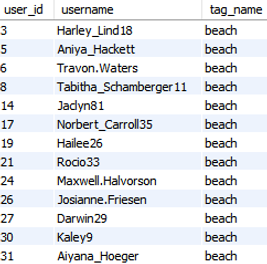 user_id username tag_name
3 Harley_Lind18 beach
5 Aniya_Hackett beach
6 Travon.Waters beach
8 Tabitha_Schamberger11 beach
14 Jaclyn81 beach
17 Norbert_Carroll35 beach
19 Hailee26 beach
21 Rocio33 beach
24 Maxwell.Halvorson beach
26 Josianne.Friesen beach
27 Darwin29 beach
30 Kaley9 beach
31 Aiyana_Hoeger beach